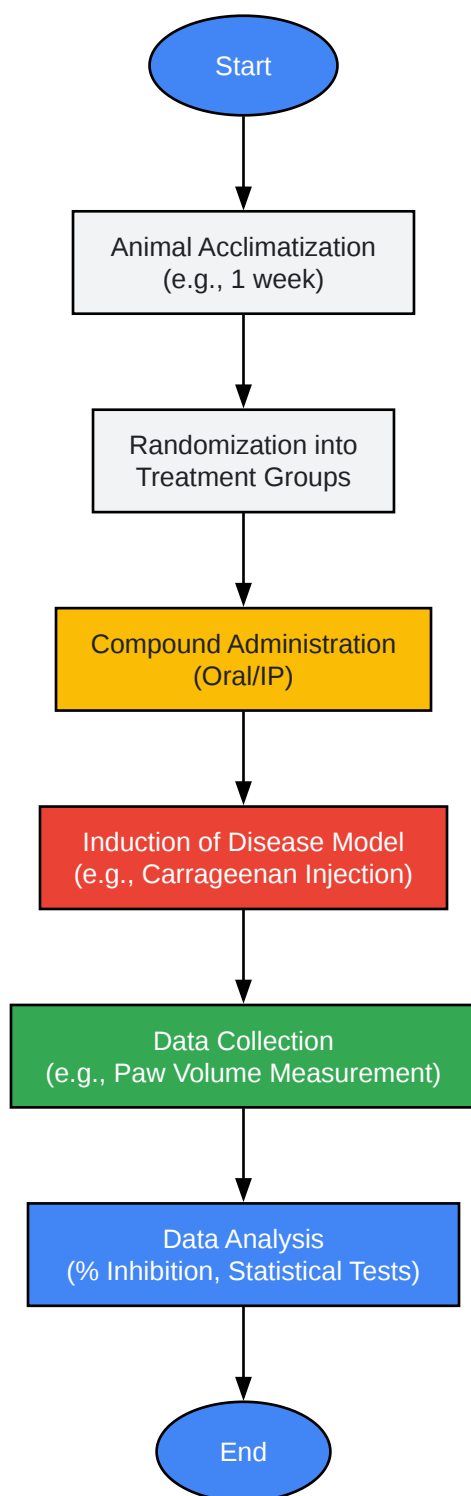 Start
Animal Acclimatization
(e.g., 1 week)
Randomization into
Treatment Groups
Compound Administration
(Oral/IP)
Induction of Disease Model
(e.g., Carrageenan Injection)
Data Collection
(e.g., Paw Volume Measurement)
Data Analysis
(% Inhibition, Statistical Tests)
End